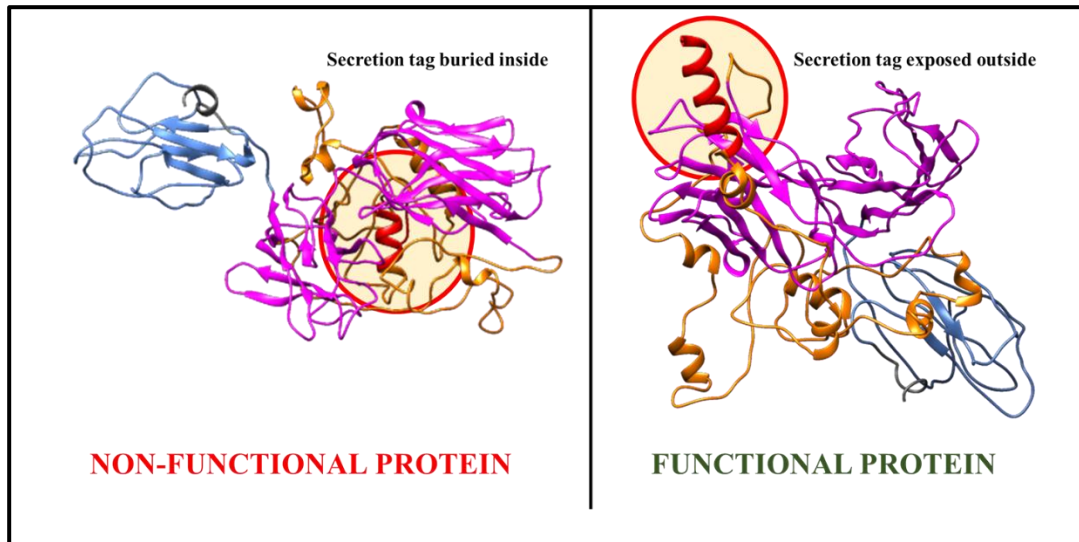 Secretion tag buried inside
NON-FUNCTIONAL PROTEIN
Secretion tag exposed outside
FUNCTIONAL PROTEIN